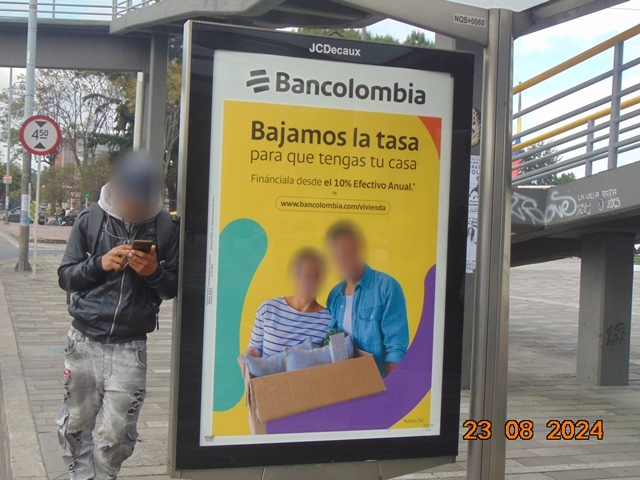 NQS+0060
JCDecaux
Bancolombia
4.50
Bajamos la tasa
para que tengas tu casa
Fináncíala desde el 10% Efectivo Anual.*
www.bancolombia.com/vivienda
23 08 2024